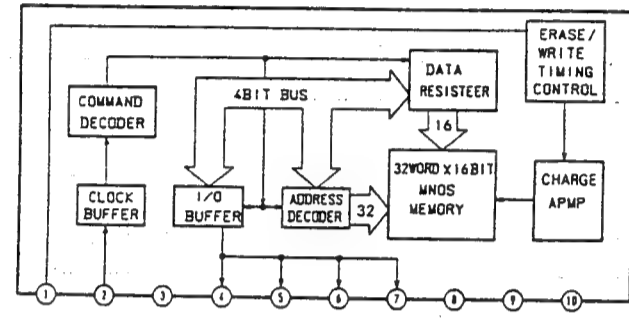 ERASE/
WRITE
TIMING
CONTROL
DATA
RESISTEER
COMMAND
DECODER
4BIT BUS
16
32WORD x 16BIT
MNOS
MEMORY
CHARGE
APMP
CLOCK
BUFFER
I/O
BUFFER
ADDRESS
DECODER
32
1 2 3 4 5 6 7 8 9 10